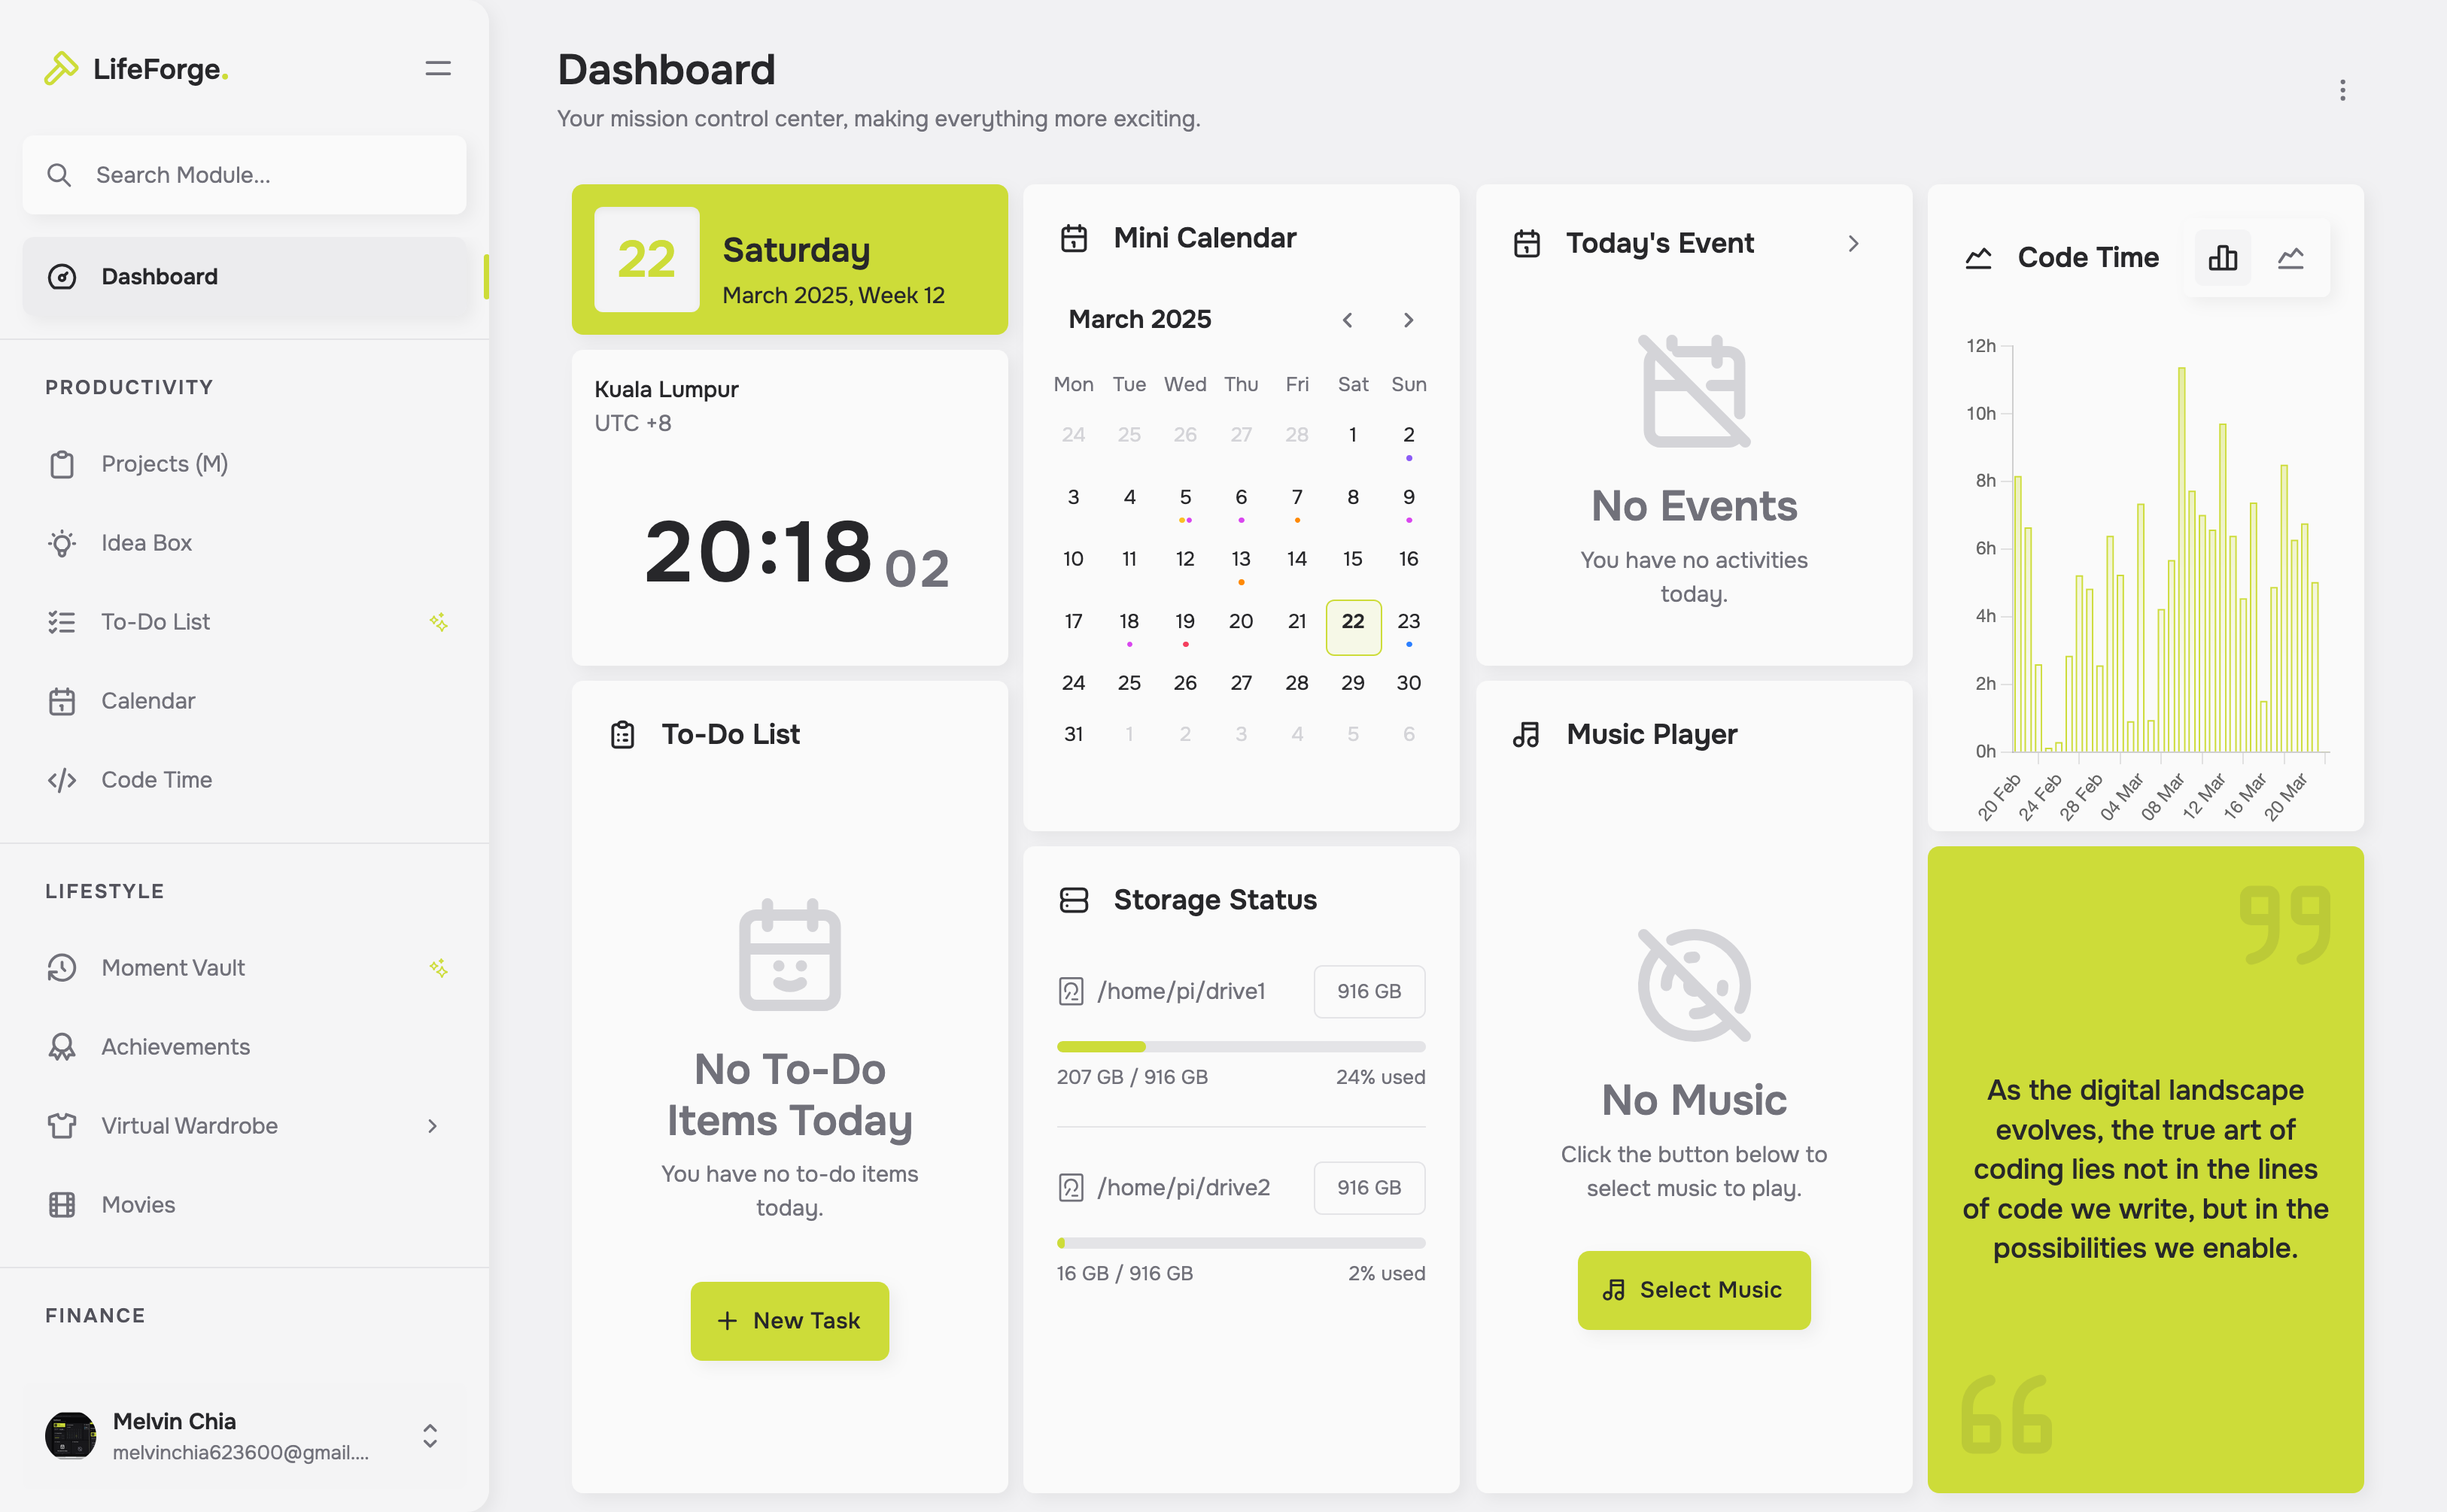 LifeForge.
Search Module...
Dashboard
PRODUCTIVITY
Projects (M)
Idea Box
To-Do List
Calendar
Code Time
LIFESTYLE
Moment Vault
Achievements
Virtual Wardrobe
Movies
FINANCE
Melvin Chia
melvinchia623600@gmail....
Dashboard
Your mission control center, making everything more exciting.
22
Saturday
March 2025, Week 12
Kuala Lumpur
UTC +8
20:18 02
To-Do List
No To-Do
Items Today
You have no to-do items
today.
New Task
Mini Calendar
March 2025
Mon Tue Wed Thu Fri Sat Sun
24 25 26 27 28 1 2
3 4 5 6 7 8 9
10 11 12 13 14 15 16
17 18 19 20 21 22 23
24 25 26 27 28 29 30
31 1 2 3 4 5 6
Storage Status
/home/pi/drive1 916 GB
207 GB / 916 GB 24% used
/home/pi/drive2 916 GB
16 GB / 916 GB 2% used
Today's Event
No Events
You have no activities
today.
Music Player
No Music
Click the button below to
select music to play.
Select Music
Code Time
12h
10h
8h
6h
4h
2h
0h
20 Feb 24 Feb 28 Feb 04 Mar 08 Mar 12 Mar 16 Mar 20 Mar
As the digital landscape
evolves, the true art of
coding lies not in the lines
of code we write, but in the
possibilities we enable.